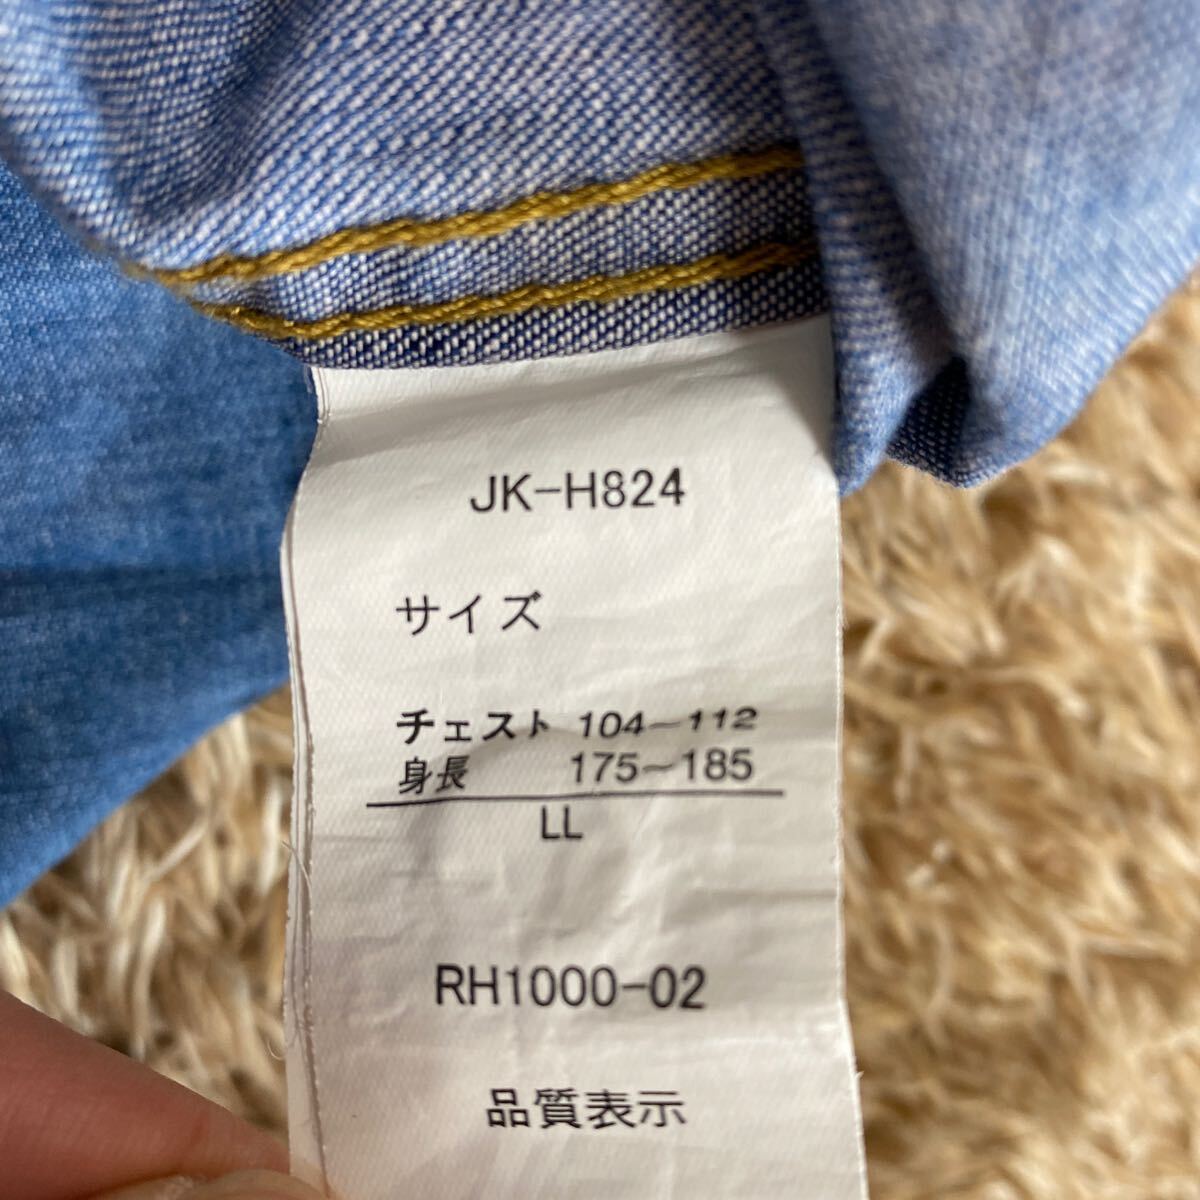 JK-H824
サイズ
チェスト 104~112
身長 175~185
LL
RH1000-02
品質表示